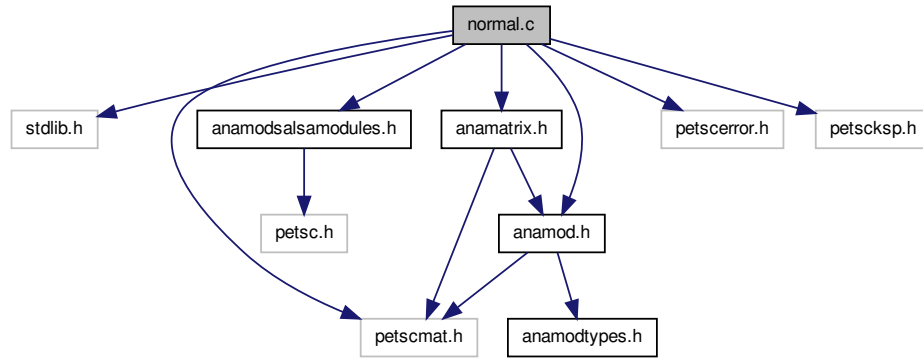 normal.c
stdlib.h
anamodsalsamodules.h
anamatrix.h
petscerror.h
petscksp.h
petsc.h
anamod.h
petscmat.h
anamodtypes.h